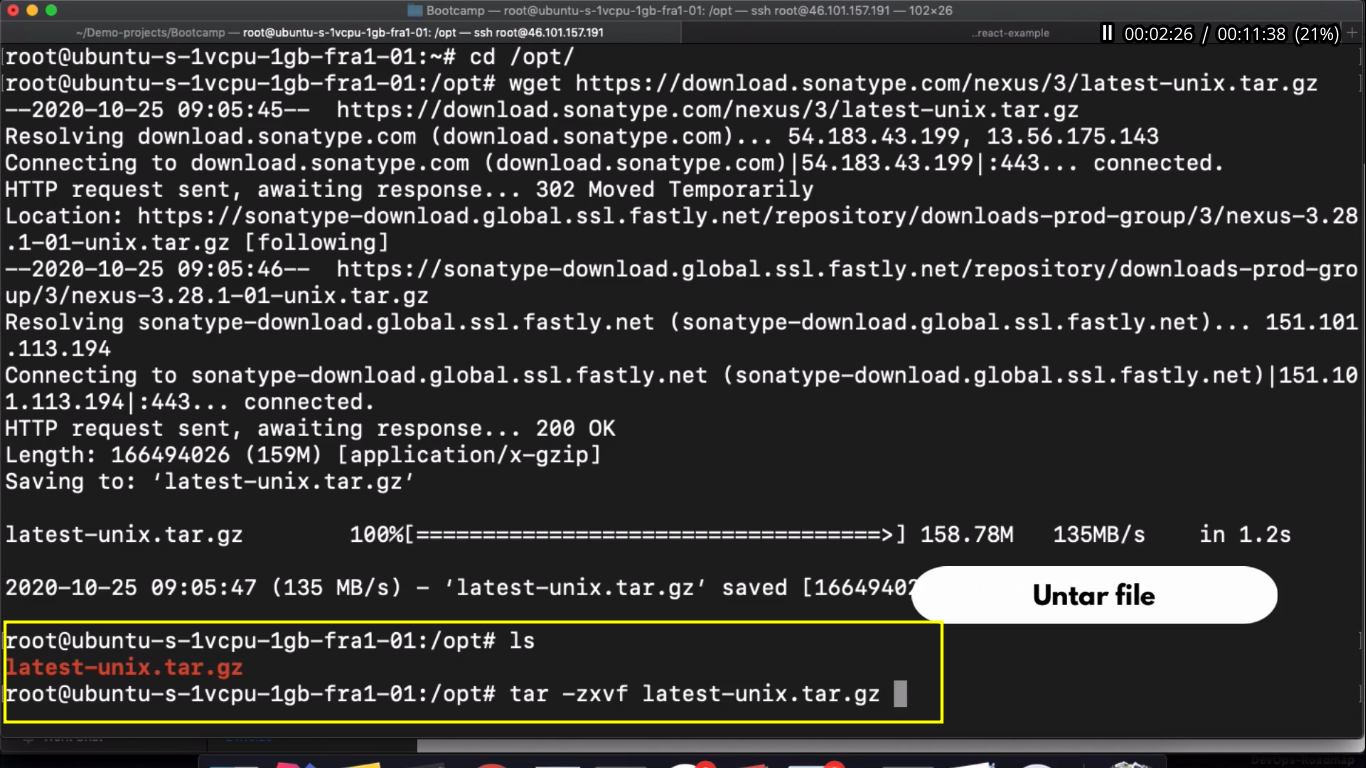 Bootcamp — root@ubuntu-s-1vcpu-1gb-fra1-01: /opt — ssh root@46.101.157.191 — 102×26
~/Demo-projects/Bootcamp — root@ubuntu-s-1vcpu-1gb-fra1-01: /opt — ssh root@46.101.157.191
..react-example
00:02:26 / 00:11:38 (21%)
root@ubuntu-s-1vcpu-1gb-fra1-01:~# cd /opt/
root@ubuntu-s-1vcpu-1gb-fra1-01:/opt# wget https://download.sonatype.com/nexus/3/latest-unix.tar.gz
--2020-10-25 09:05:45--  https://download.sonatype.com/nexus/3/latest-unix.tar.gz
Resolving download.sonatype.com (download.sonatype.com)... 54.183.43.199, 13.56.175.143
Connecting to download.sonatype.com (download.sonatype.com)|54.183.43.199|:443... connected.
HTTP request sent, awaiting response... 302 Moved Temporarily
Location: https://sonatype-download.global.ssl.fastly.net/repository/downloads-prod-group/3/nexus-3.28
.1-01-unix.tar.gz [following]
--2020-10-25 09:05:46--  https://sonatype-download.global.ssl.fastly.net/repository/downloads-prod-gro
up/3/nexus-3.28.1-01-unix.tar.gz
Resolving sonatype-download.global.ssl.fastly.net (sonatype-download.global.ssl.fastly.net)... 151.101
.113.194
Connecting to sonatype-download.global.ssl.fastly.net (sonatype-download.global.ssl.fastly.net)|151.10
1.113.194|:443... connected.
HTTP request sent, awaiting response... 200 OK
Length: 166494026 (159M) [application/x-gzip]
Saving to: ‘latest-unix.tar.gz’
latest-unix.tar.gz        100%[===================================>] 158.78M   135MB/s    in 1.2s
2020-10-25 09:05:47 (135 MB/s) – ‘latest-unix.tar.gz’ saved [16649402
Untar file
root@ubuntu-s-1vcpu-1gb-fra1-01:/opt# ls
latest-unix.tar.gz
root@ubuntu-s-1vcpu-1gb-fra1-01:/opt# tar -zxvf latest-unix.tar.gz
DevOps-Roadmap